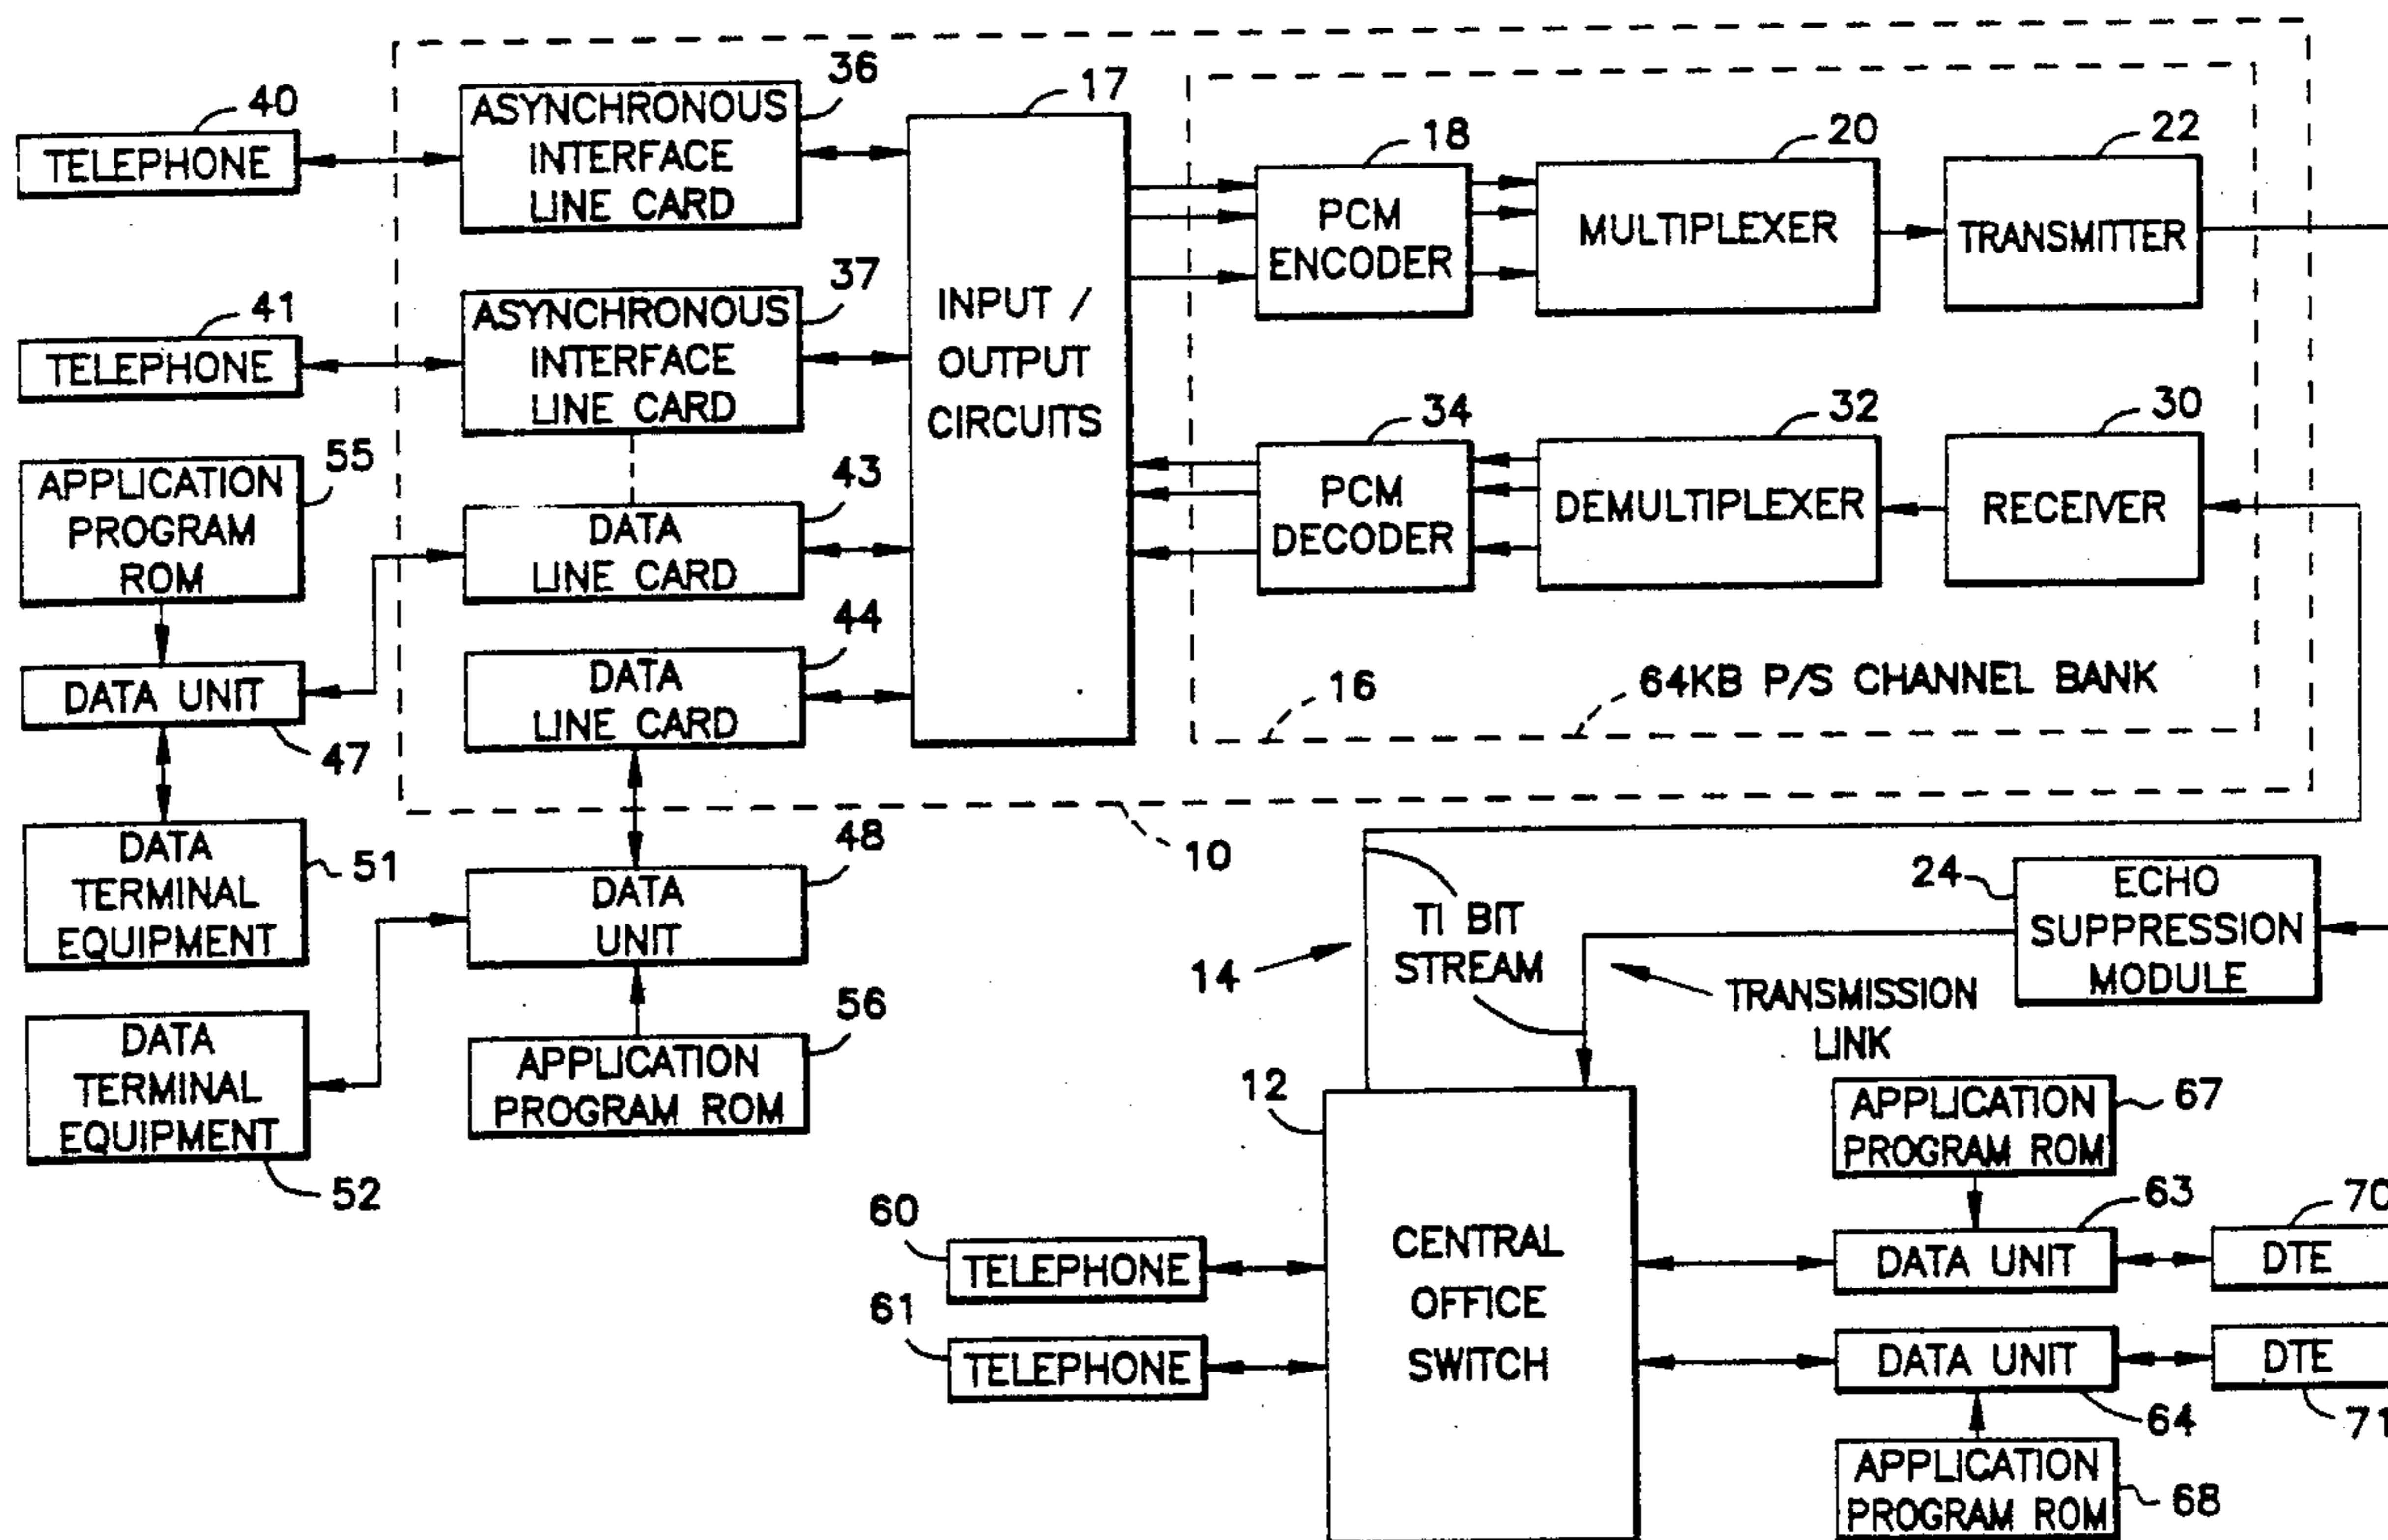 40
TELEPHONE
36
ASYNCHRONOUS
INTERFACE
LINE CARD
17
INPUT /
OUTPUT
CIRCUITS
18
PCM
ENCODER
20
MULTIPLEXER
22
TRANSMITTER
41
TELEPHONE
37
ASYNCHRONOUS
INTERFACE
LINE CARD
34
PCM
DECODER
32
DEMULTIPLEXER
30
RECEIVER
55
APPLICATION
PROGRAM
ROM
43
DATA
LINE CARD
44
DATA
LINE CARD
16
64KB P/S CHANNEL BANK
DATA UNIT
47
10
DATA
TERMINAL
EQUIPMENT
51
48
DATA
UNIT
14
T1 BIT
STREAM
TRANSMISSION
LINK
24
ECHO
SUPPRESSION
MODULE
DATA
TERMINAL
EQUIPMENT
52
56
APPLICATION
PROGRAM ROM
12
CENTRAL
OFFICE
SWITCH
67
APPLICATION
PROGRAM ROM
60
TELEPHONE
63
DATA UNIT
70
DTE
61
TELEPHONE
DATA UNIT
64
DTE
71
APPLICATION
PROGRAM ROM
68